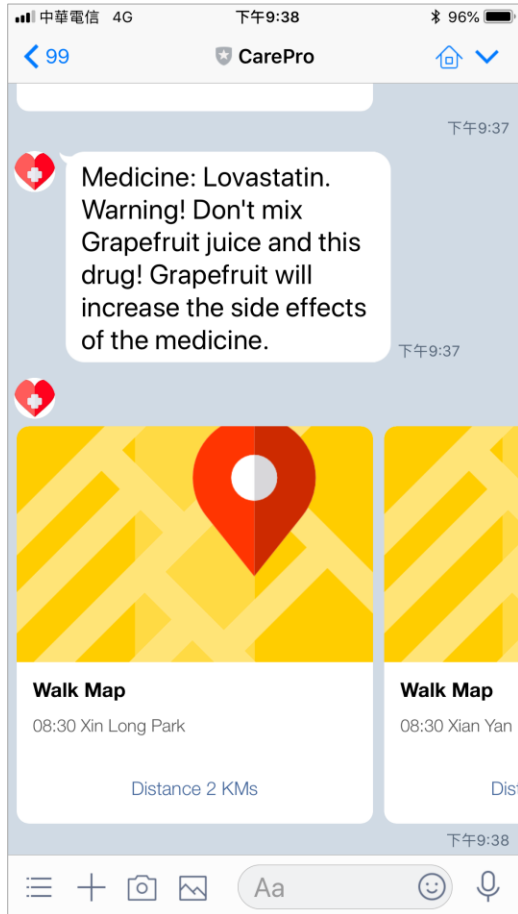 中華電信 4G 下午9:38 96%
99 CarePro
下午9:37
Medicine: Lovastatin.
Warning! Don't mix
Grapefruit juice and this
drug! Grapefruit will
increase the side effects
of the medicine.
下午9:37
Walk Map
08:30 Xin Long Park
Distance 2 KMs
Walk Map
08:30 Xian Yan
Dis
下午9:38
Aa